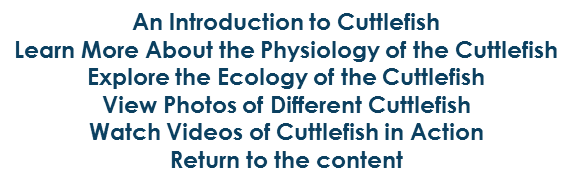 An Introduction to Cuttlefish
Learn More About the Physiology of the Cuttlefish
Explore the Ecology of the Cuttlefish
View Photos of Different Cuttlefish
Watch Videos of Cuttlefish in Action
Return to the content